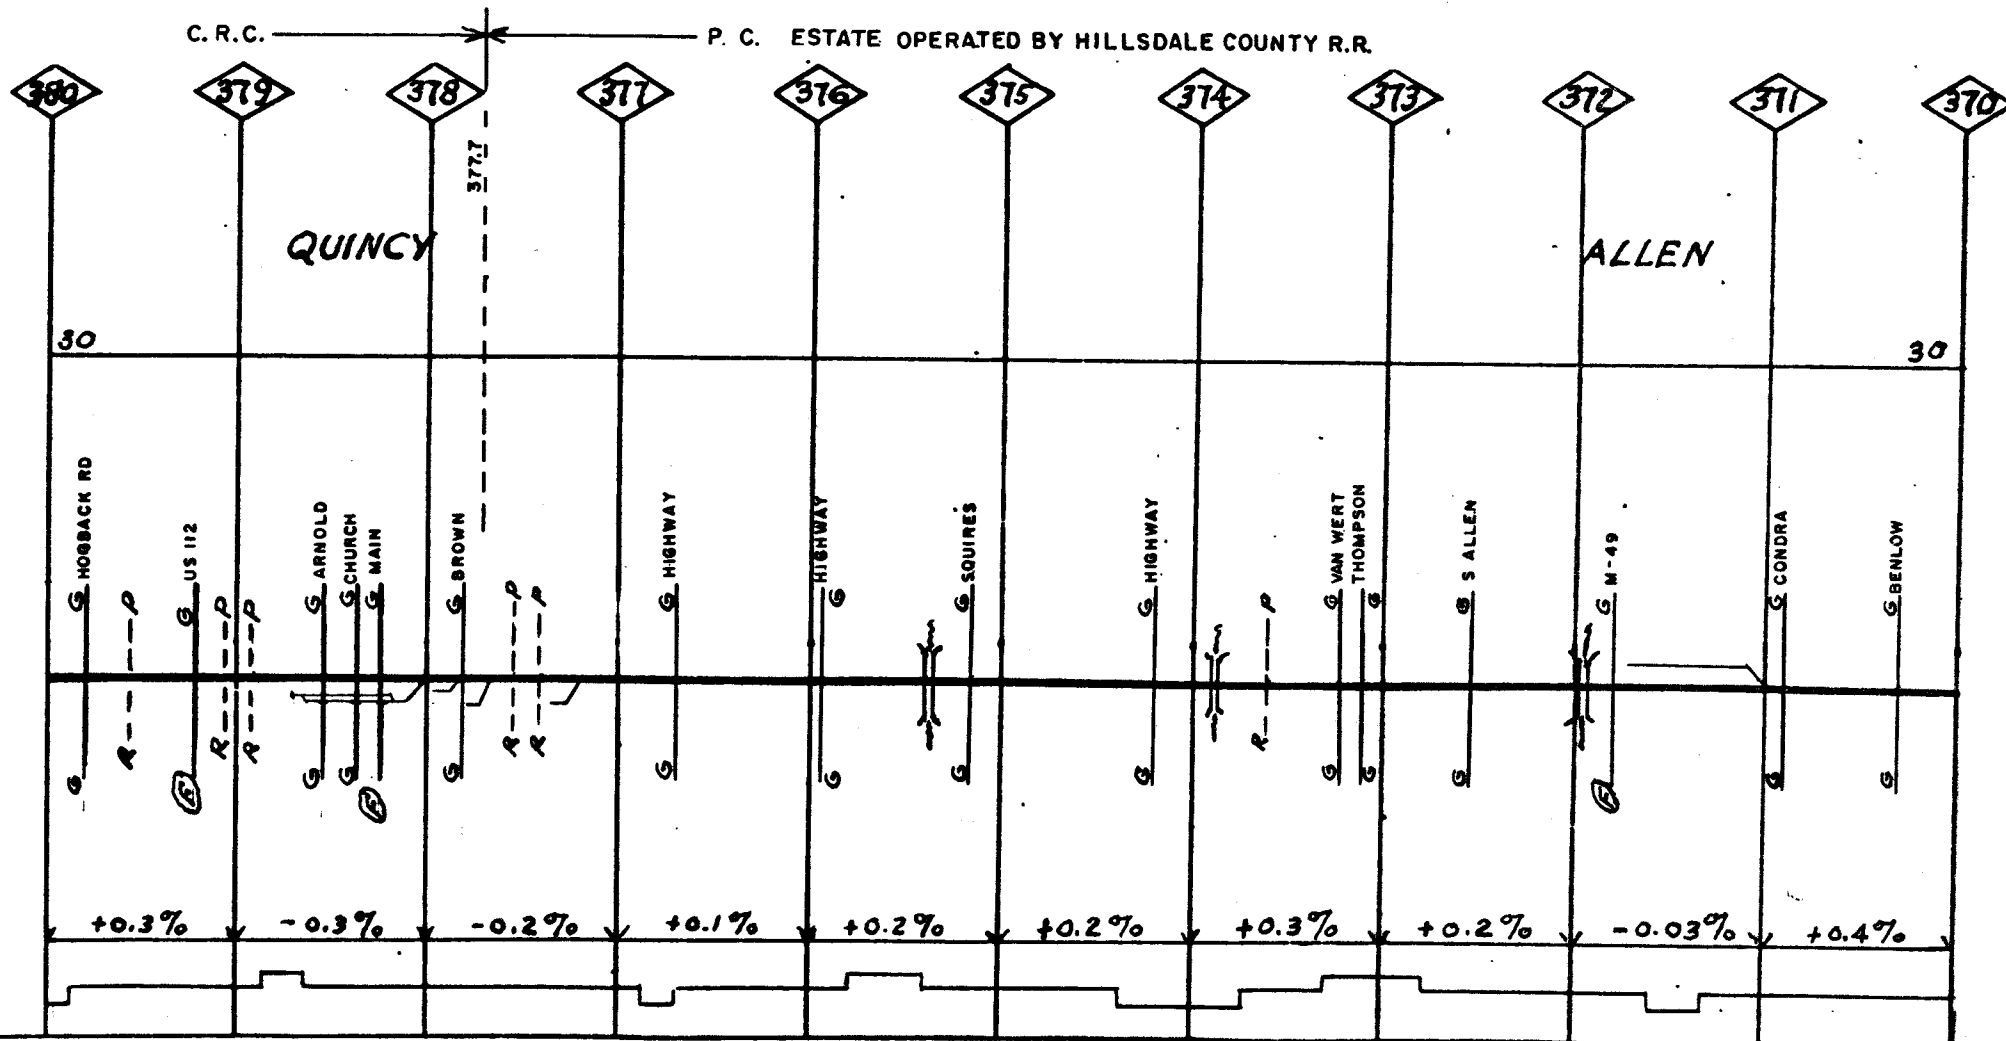 C. R. C. P. C. ESTATE OPERATED BY HILLSDALE COUNTY R.R.
380 379 378 377 376 375 374 373 372 371 370
377.7
QUINCY ALLEN
30 30
HOGBACK RD US 112 ARNOLD CHURCH MAIN BROWN HIGHWAY HIGHWAY SQUIRES HIGHWAY VAN WERT THOMPSON S ALLEN M-49 CONDRA BENLOW
G P G P P G G G G P P G G G G P G G G G G G
R R R G G G R R G G G G R G G G G G
G E E E
+0.3% -0.3% -0.2% +0.1% +0.2% +0.2% +0.3% +0.2% -0.03% +0.4%